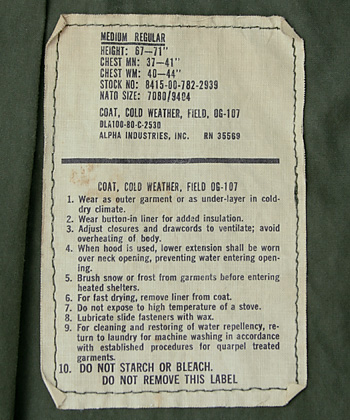 MEDIUM REGULAR
HEIGHT: 67-71"
CHEST MN: 37-41"
CHEST WM: 40-44"
STOCK NO: 8415-00-782-2939
NATO SIZE: 7080/9404
COAT, COLD WEATHER, FIELD OG-107
DLA100-80-C-2530
ALPHA INDUSTRIES, INC. RN 35569
COAT, COLD WEATHER, FIELD OG-107
1. Wear as outer garment or as under-layer in cold-
dry climate.
2. Wear button-in liner for added insulation.
3. Adjust closures and drawcords to ventilate; avoid
overheating of body.
4. When hood is used, lower extension shall be worn
over neck opening, preventing water entering open-
ing.
5. Brush snow or frost from garments before entering
heated shelters.
6. For fast drying, remove liner from coat.
7. Do not expose to high temperature of a stove.
8. Lubricate slide fasteners with wax.
9. For cleaning and restoring of water repellency, re-
turn to laundry for machine washing in accordance
with established procedures for quarpel treated
garments.
10. DO NOT STARCH OR BLEACH.
DO NOT REMOVE THIS LABEL